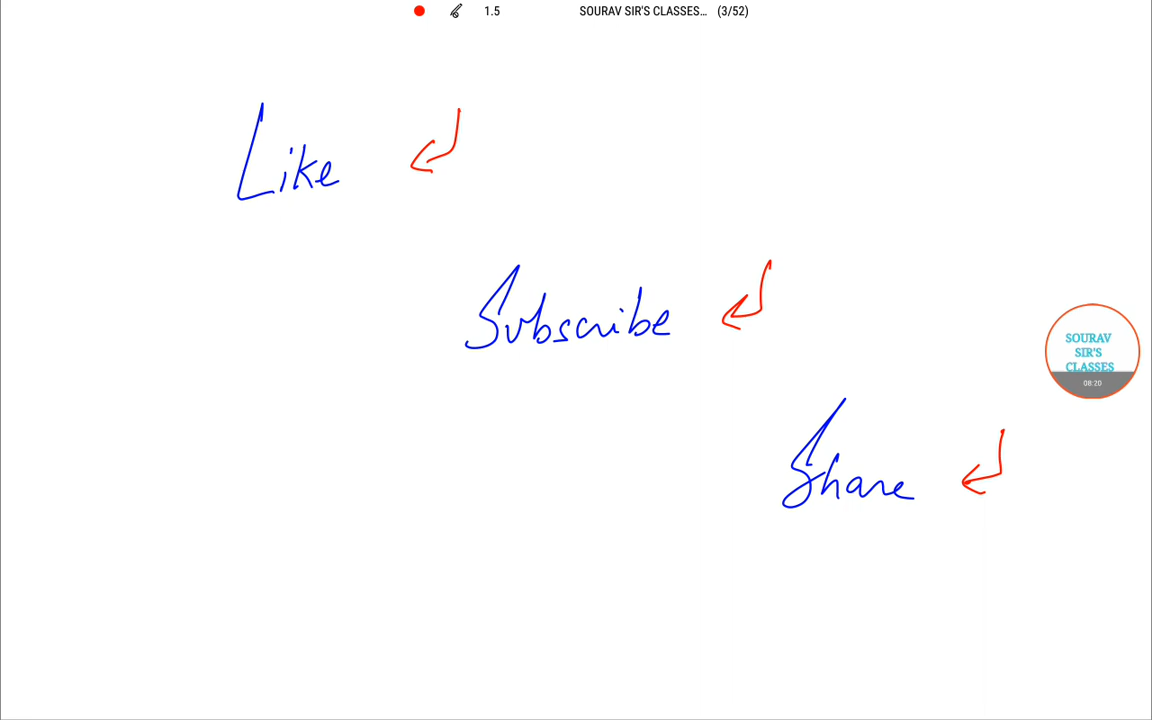 1.5 SOURAV SIR'S CLASSES... (3/52)
Like
Subscribe
SOURAV
SIR'S
CLASSES
08:20
Share